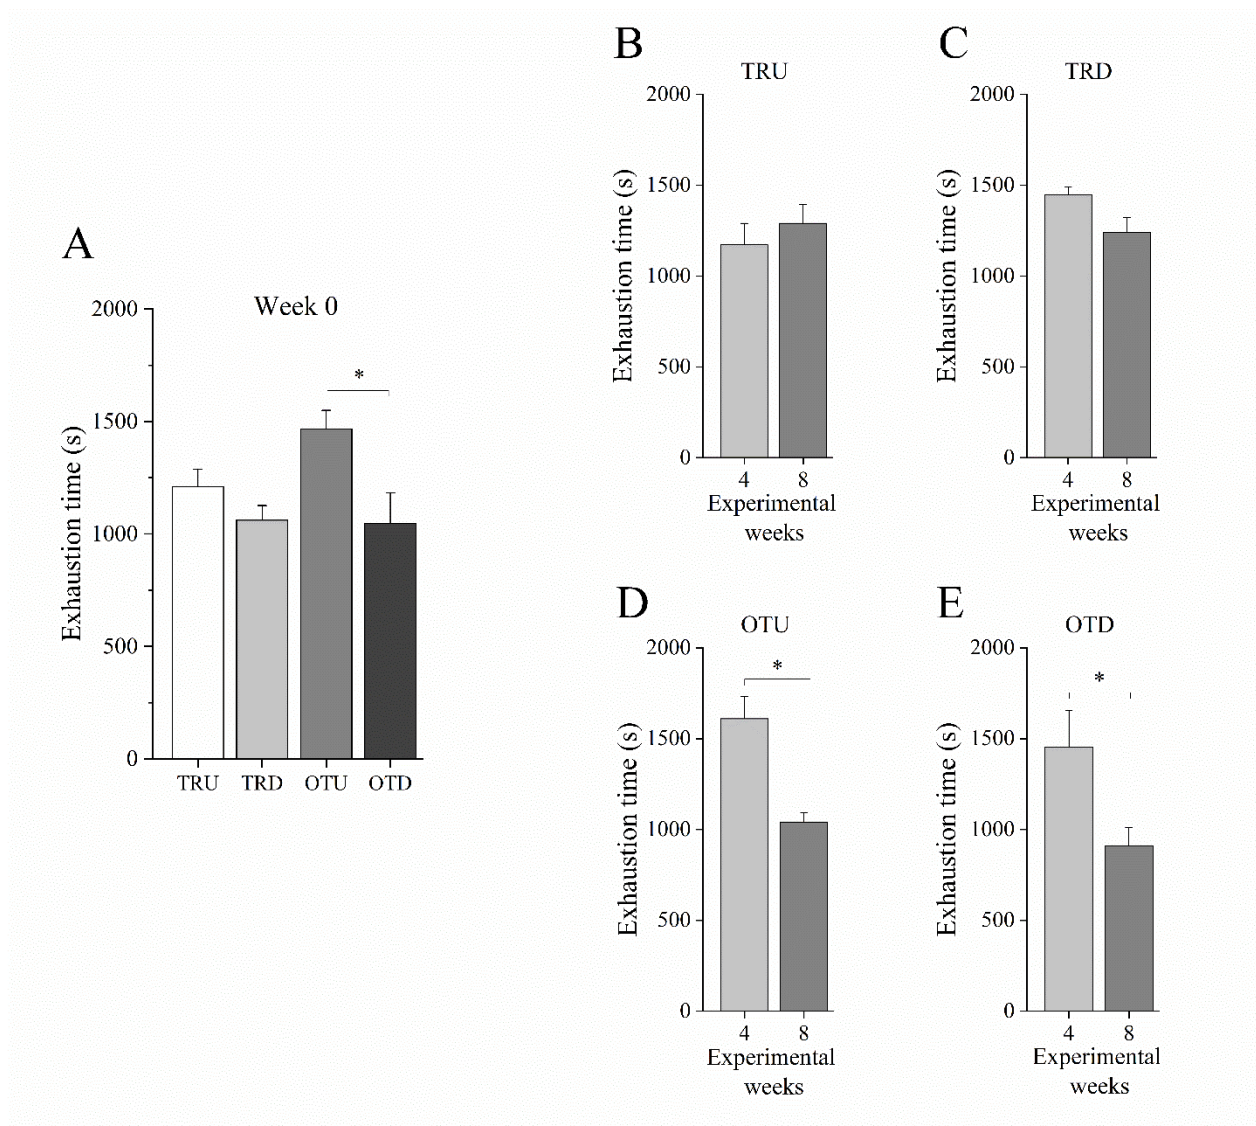 A
Week 0
2000
1500
1000
500
0
Exhaustion time (s)
*
TRU TRD OTU OTD
B
TRU
2000
1500
1000
500
0
Exhaustion time (s)
4 8
Experimental
weeks
C
TRD
2000
1500
1000
500
0
Exhaustion time (s)
4 8
Experimental
weeks
D
OTU
2000
1500
1000
500
0
Exhaustion time (s)
*
4 8
Experimental
weeks
E
OTD
2000
1500
1000
500
0
Exhaustion time (s)
*
4 8
Experimental
weeks